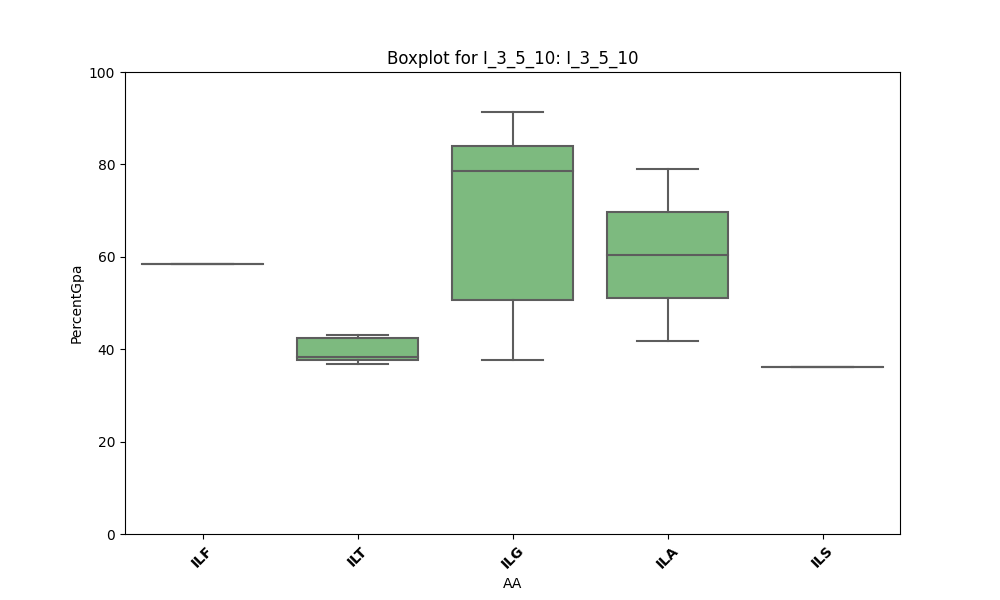 Boxplot for I_3_5_10: I_3_5_10
100
80
60
40
20
0
PercentGpa
ILF
ILT
ILG
ILA
ILS
AA